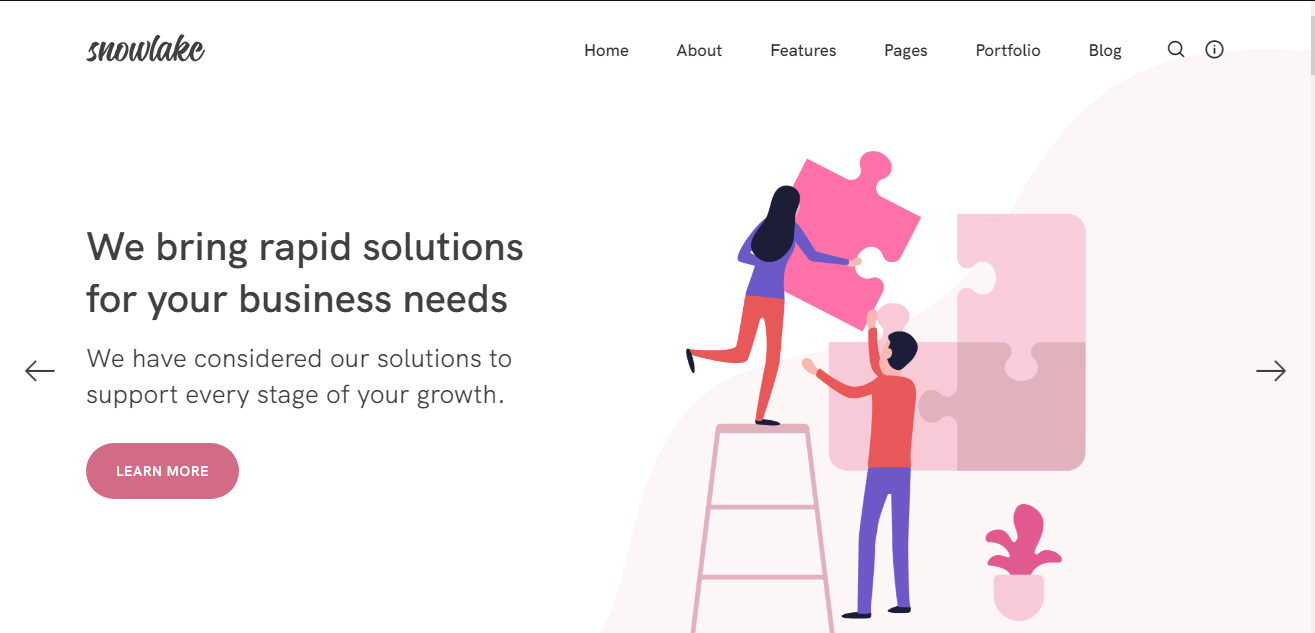 snowlake
Home About Features Pages Portfolio Blog
We bring rapid solutions
for your business needs
We have considered our solutions to
support every stage of your growth.
LEARN MORE